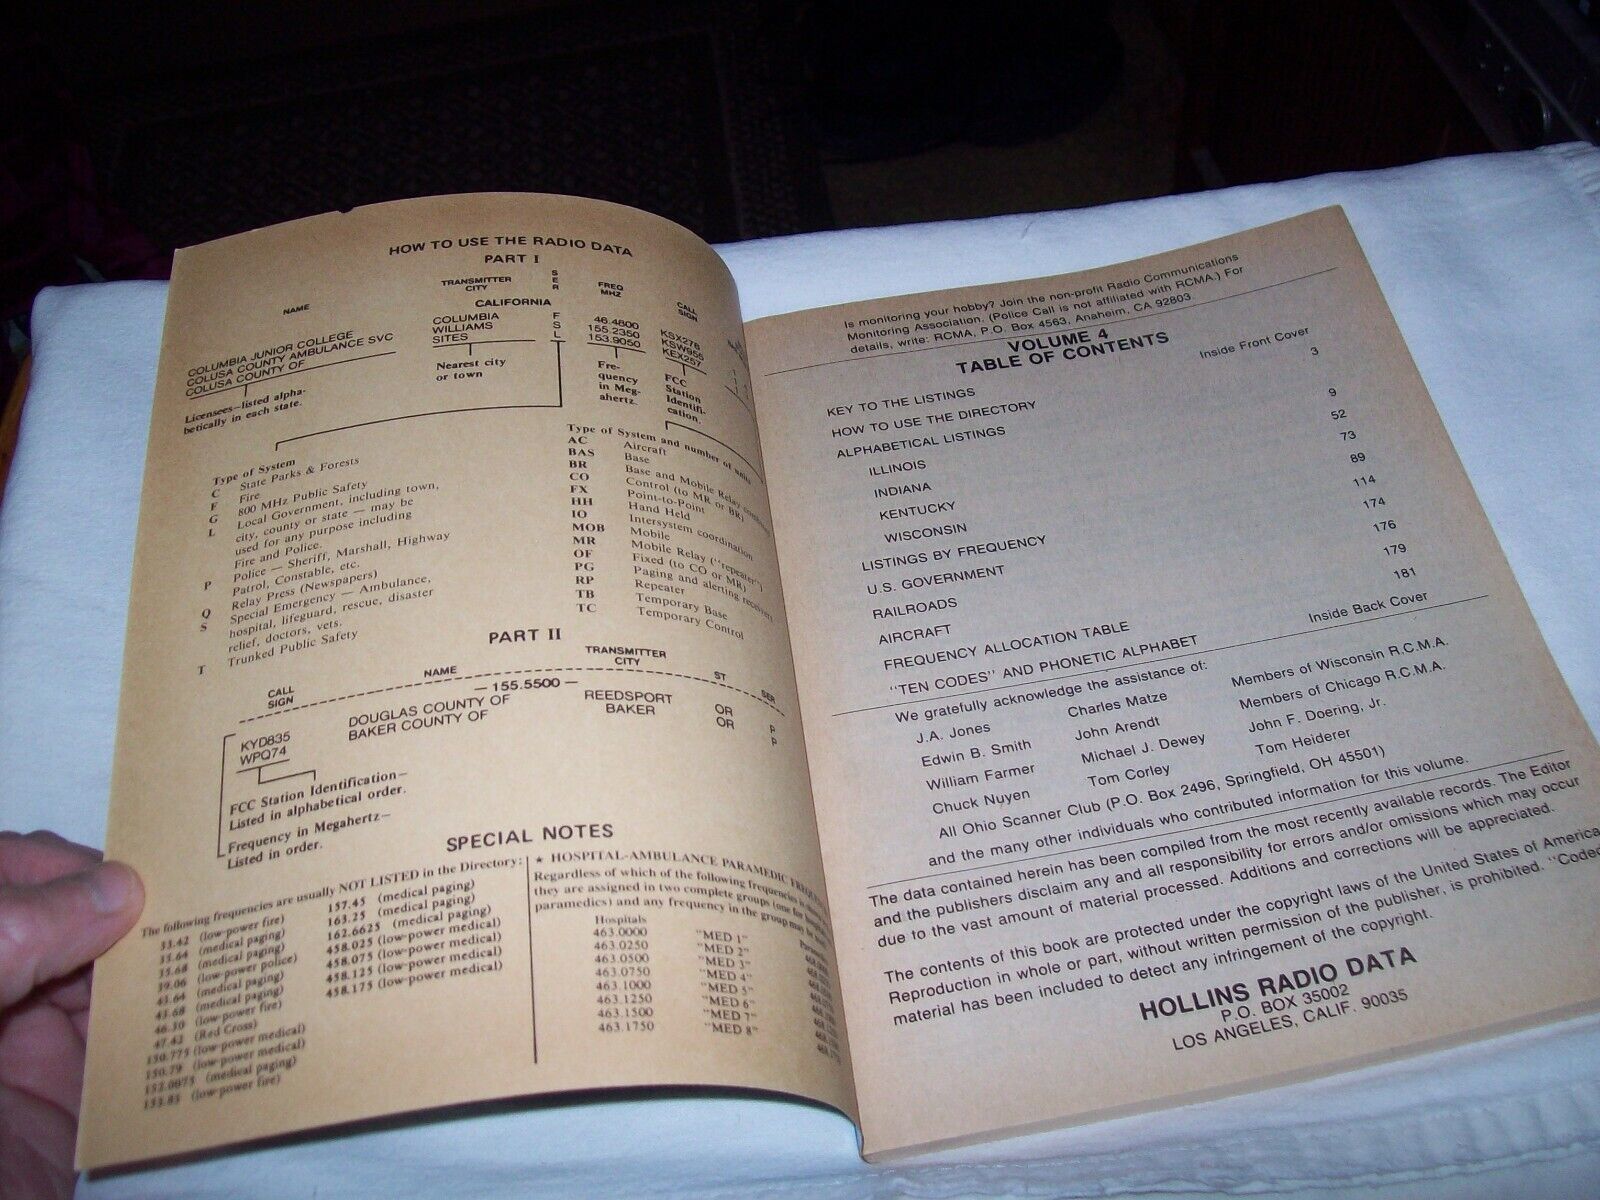 HOW TO USE THE RADIO DATA
PART I
NAME
TRANSMITTER CITY
SER
FREQ MHZ
CALL SIGN
CALIFORNIA
COLUMBIA JUNIOR COLLEGE COLUMBIA F 46.4800 KSX276
COLUSA COUNTY AMBULANCE SVC WILLIAMS S 155.2350 KSW955
COLUSA COUNTY OF SITES L 153.9050 KEX257
Licensees—listed alpha-
betically in each state.
Nearest city
or town
Fre-
quency
in Meg-
ahertz.
FCC
Station
Identifi-
cation.
Type of System
C State Parks & Forests
F Fire
G 800 MHz Public Safety
L Local Government, including town,
city, county or state — may be
used for any purpose including
Fire and Police.
P Police — Sheriff, Marshall, Highway
Patrol, Constable, etc.
Q Relay Press (Newspapers)
S Special Emergency — Ambulance,
hospital, lifeguard, rescue, disaster
relief, doctors, vets.
T Trunked Public Safety
Type of System and number of units
AC Aircraft
BAS Base
BR Base and Mobile Relay
CO Control (to MR or BR)
FX Point-to-Point
HH Hand Held
IO Intersystem coordination
MOB Mobile
MR Mobile Relay ("repeater")
OF Fixed (to CO or MR)
PG Paging and alerting receivers
RP Repeater
TB Temporary Base
TC Temporary Control
PART II
CALL SIGN
NAME
TRANSMITTER CITY
ST
SER
— 155.5500 —
KYD835 DOUGLAS COUNTY OF REEDSPORT OR P
WPQ74 BAKER COUNTY OF BAKER OR P
FCC Station Identification—
Listed in alphabetical order.
Frequency in Megahertz—
Listed in order.
SPECIAL NOTES
The following frequencies are usually NOT LISTED in the Directory:
33.42 (low-power fire)
35.64 (medical paging)
35.68 (medical paging)
39.06 (low-power police)
43.64 (medical paging)
43.68 (medical paging)
46.30 (low-power fire)
47.42 (Red Cross)
150.775 (low-power medical)
150.79 (low-power medical)
152.0075 (medical paging)
153.83 (low-power fire)
157.45 (medical paging)
163.25 (medical paging)
162.6625 (medical paging)
458.025 (low-power medical)
458.075 (low-power medical)
458.125 (low-power medical)
458.175 (low-power medical)
★ HOSPITAL-AMBULANCE PARAMEDIC
Regardless of which of the following frequencies
they are assigned in two complete groups (one for
paramedics) and any frequency in the group may be
Hospitals
463.0000 "MED 1"
463.0250 "MED 2"
463.0500 "MED 3"
463.0750 "MED 4"
463.1000 "MED 5"
463.1250 "MED 6"
463.1500 "MED 7"
463.1750 "MED 8"
Is monitoring your hobby? Join the non-profit Radio Communications
Monitoring Association. (Police Call is not affiliated with RCMA.) For
details, write: RCMA, P.O. Box 4563, Anaheim, CA 92803.
VOLUME 4
TABLE OF CONTENTS
KEY TO THE LISTINGS Inside Front Cover
HOW TO USE THE DIRECTORY 3
ALPHABETICAL LISTINGS
ILLINOIS 9
INDIANA 52
KENTUCKY 73
WISCONSIN 89
LISTINGS BY FREQUENCY 114
U.S. GOVERNMENT 174
RAILROADS 176
AIRCRAFT 179
FREQUENCY ALLOCATION TABLE 181
"TEN CODES" AND PHONETIC ALPHABET Inside Back Cover
We gratefully acknowledge the assistance of:
J.A. Jones Charles Matze Members of Wisconsin R.C.M.A.
Edwin B. Smith John Arendt Members of Chicago R.C.M.A.
William Farmer Michael J. Dewey John F. Doering, Jr.
Chuck Nuyen Tom Corley Tom Heiderer
All Ohio Scanner Club (P.O. Box 2496, Springfield, OH 45501)
and the many other individuals who contributed information for this volume.
The data contained herein has been compiled from the most recently available records. The Editor
and the publishers disclaim any and all responsibility for errors and/or omissions which may occur
due to the vast amount of material processed. Additions and corrections will be appreciated.
The contents of this book are protected under the copyright laws of the United States of America
Reproduction in whole or part, without written permission of the publisher, is prohibited. "Coded
material has been included to detect any infringement of the copyright.
HOLLINS RADIO DATA
P.O. BOX 35002
LOS ANGELES, CALIF. 90035